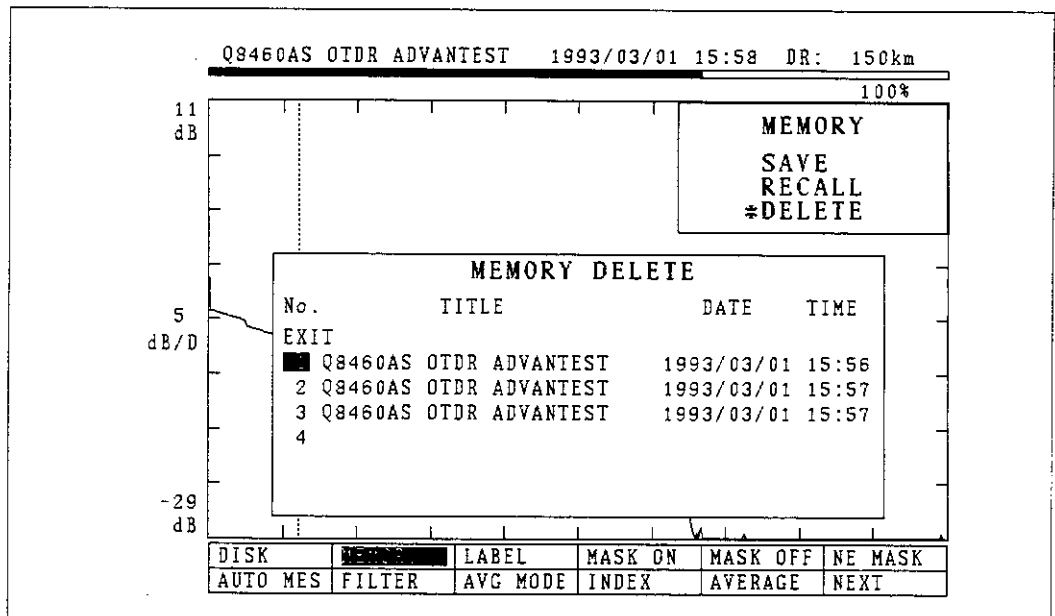 Q8460AS OTDR ADVANTEST 1993/03/01 15:58 DR: 150km
100%
11
dB
MEMORY
SAVE
RECALL
*DELETE
MEMORY DELETE
No. TITLE DATE TIME
EXIT
1 Q8460AS OTDR ADVANTEST 1993/03/01 15:56
2 Q8460AS OTDR ADVANTEST 1993/03/01 15:57
3 Q8460AS OTDR ADVANTEST 1993/03/01 15:57
4
5
dB/D
-29
dB
DISK MEMORY LABEL MASK ON MASK OFF NE MASK
AUTO MES FILTER AVG MODE INDEX AVERAGE NEXT